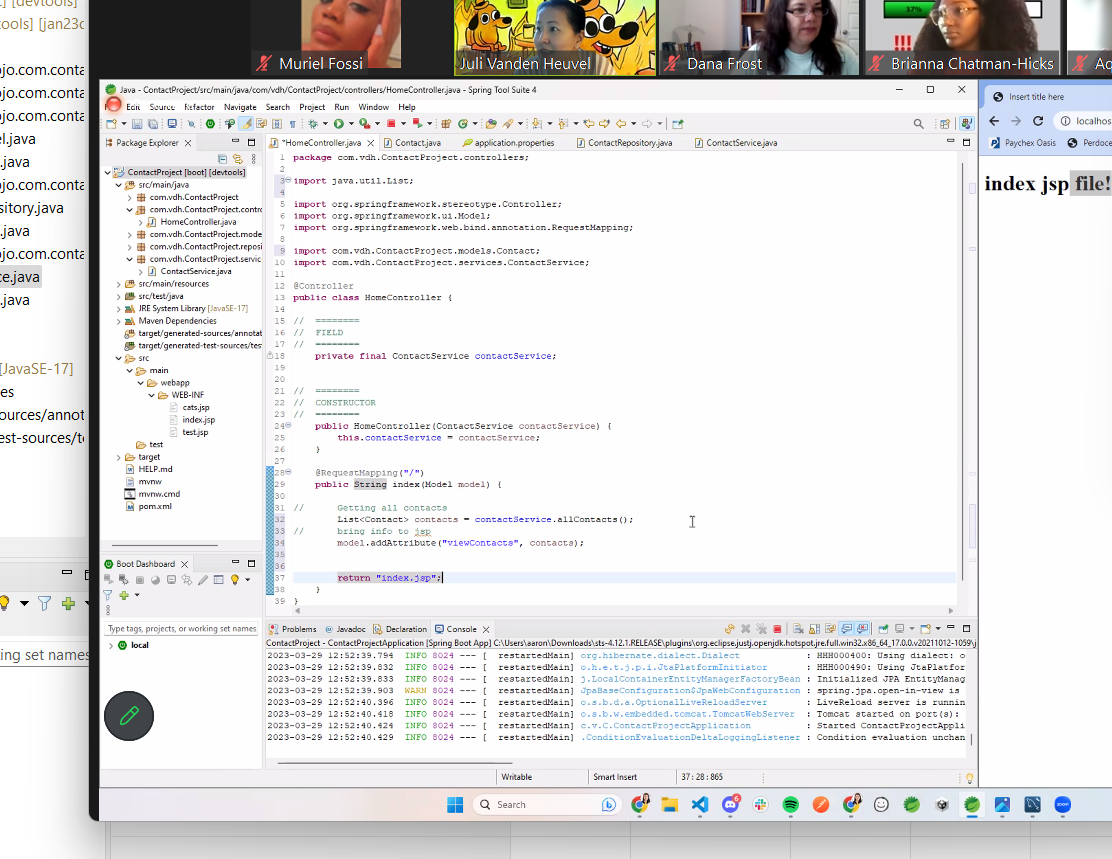 [devtools]
tools] [jan23c
ojo.com.conta
ojo.com.conta
ojo.com.conta
el.java
.java
ojo.com.conta
sitory.java
.java
ojo.com.conta
ce.java
.java
[JavaSE-17]
es
ources/annot
est-sources/te
king set names
37%
Muriel Fossi
Juli Vanden Heuvel
Dana Frost
Brianna Chatman-Hicks
Java - ContactProject/src/main/java/com/vdh/ContactProject/controllers/HomeController.java - Spring Tool Suite 4
Edit Source Refactor Navigate Search Project Run Window Help
Package Explorer
*HomeController.java
Contact.java
application.properties
ContactRepository.java
ContactService.java
ContactProject [boot] [devtools]
src/main/java
com.vdh.ContactProject
com.vdh.ContactProject.contro
HomeController.java
com.vdh.ContactProject.mode
com.vdh.ContactProject.reposi
com.vdh.ContactProject.servic
ContactService.java
src/main/resources
src/test/java
JRE System Library [JavaSE-17]
Maven Dependencies
target/generated-sources/annotat
target/generated-test-sources/test
src
main
webapp
WEB-INF
cats.jsp
index.jsp
test.jsp
test
target
HELP.md
mvnw
mvnw.cmd
pom.xml
Boot Dashboard
Type tags, projects, or working set names
local
1 package com.vdh.ContactProject.controllers;
2
3 import java.util.List;
4
5 import org.springframework.stereotype.Controller;
6 import org.springframework.ui.Model;
7 import org.springframework.web.bind.annotation.RequestMapping;
8
9 import com.vdh.ContactProject.models.Contact;
10 import com.vdh.ContactProject.services.ContactService;
11
12 @Controller
13 public class HomeController {
14
15 // ========
16 // FIELD
17 // ========
18 private final ContactService contactService;
19
20
21 // ========
22 // CONSTRUCTOR
23 // ========
24 public HomeController(ContactService contactService) {
25 this.contactService = contactService;
26 }
27
28 @RequestMapping("/")
29 public String index(Model model) {
30
31 // Getting all contacts
32 List<Contact> contacts = contactService.allContacts();
33 // bring info to jsp
34 model.addAttribute("viewContacts", contacts);
35
36
37 return "index.jsp";
38 }
39 }
Problems
Javadoc
Declaration
Console
ContactProject - ContactProjectApplication [Spring Boot App] C:\Users\aaron\Downloads\sts-4.12.1.RELEASE\plugins\org.eclipse.justj.openjdk.hotspot.jre.full.win32.x86_64_17.0.0.v20211012-1059\j
2023-03-29 12:52:39.794 INFO 8024 --- [ restartedMain] org.hibernate.dialect.Dialect : HHH000400: Using dialect: o
2023-03-29 12:52:39.832 INFO 8024 --- [ restartedMain] o.h.e.t.j.p.i.JtaPlatformInitiator : HHH000490: Using JtaPlatfor
2023-03-29 12:52:39.833 INFO 8024 --- [ restartedMain] j.LocalContainerEntityManagerFactoryBean : Initialized JPA EntityManag
2023-03-29 12:52:39.903 WARN 8024 --- [ restartedMain] JpaBaseConfiguration$JpaWebConfiguration : spring.jpa.open-in-view is
2023-03-29 12:52:40.396 INFO 8024 --- [ restartedMain] o.s.b.d.a.OptionalLiveReloadServer : LiveReload server is runnin
2023-03-29 12:52:40.418 INFO 8024 --- [ restartedMain] o.s.b.w.embedded.tomcat.TomcatWebServer : Tomcat started on port(s):
2023-03-29 12:52:40.424 INFO 8024 --- [ restartedMain] c.v.C.ContactProjectApplication : Started ContactProjectAppli
2023-03-29 12:52:40.429 INFO 8024 --- [ restartedMain] .ConditionEvaluationDeltaLoggingListener : Condition evaluation unchan
Writable
Smart Insert
37 : 28 : 865
Search
Insert title here
localhos
Paychex Oasis
Perdoce
index jsp file!